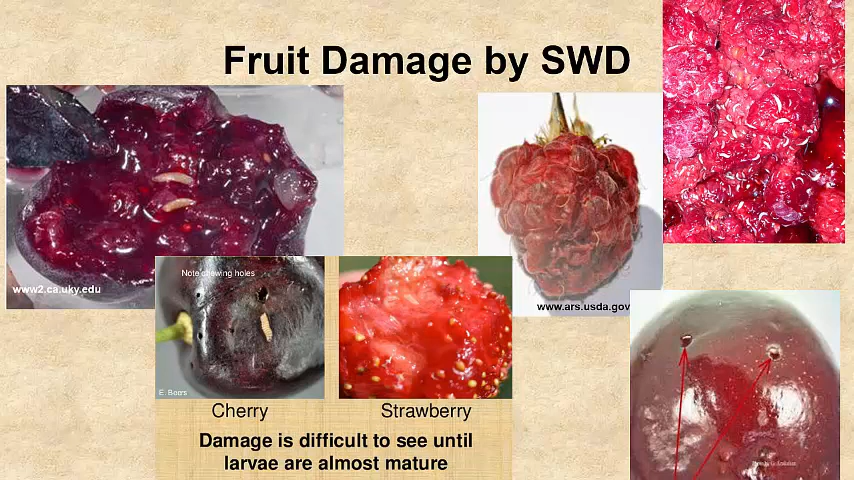 Fruit Damage by SWD
www2.ca.uky.edu
www.ars.usda.gov
Note chewing holes
E. Beers
Cherry
Strawberry
Damage is difficult to see until
larvae are almost mature